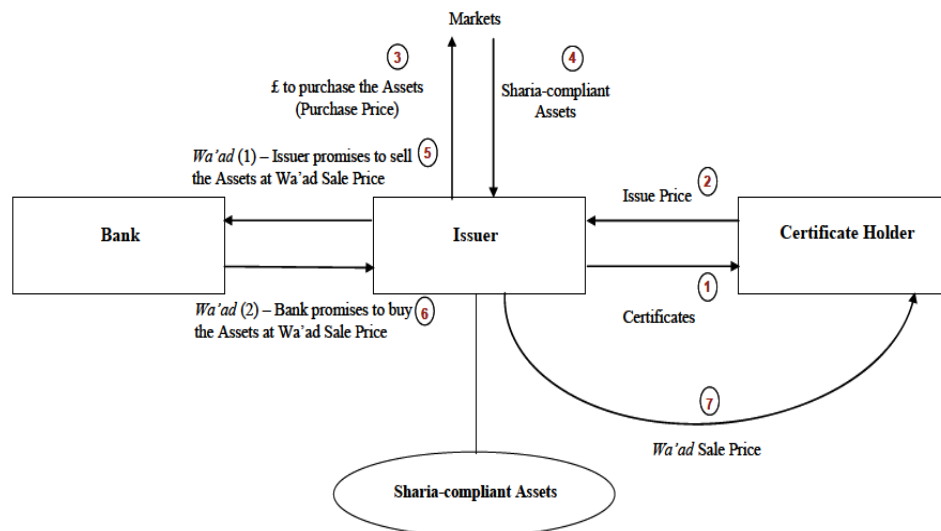 Markets
3
£ to purchase the Assets
(Purchase Price)
4
Sharia-compliant
Assets
Wa’ad (1) – Issuer promises to sell
the Assets at Wa’ad Sale Price
5
2
Issue Price
Bank
Issuer
Certificate Holder
Wa’ad (2) – Bank promises to buy
the Assets at Wa’ad Sale Price
6
1
Certificates
7
Wa’ad Sale Price
Sharia-compliant Assets